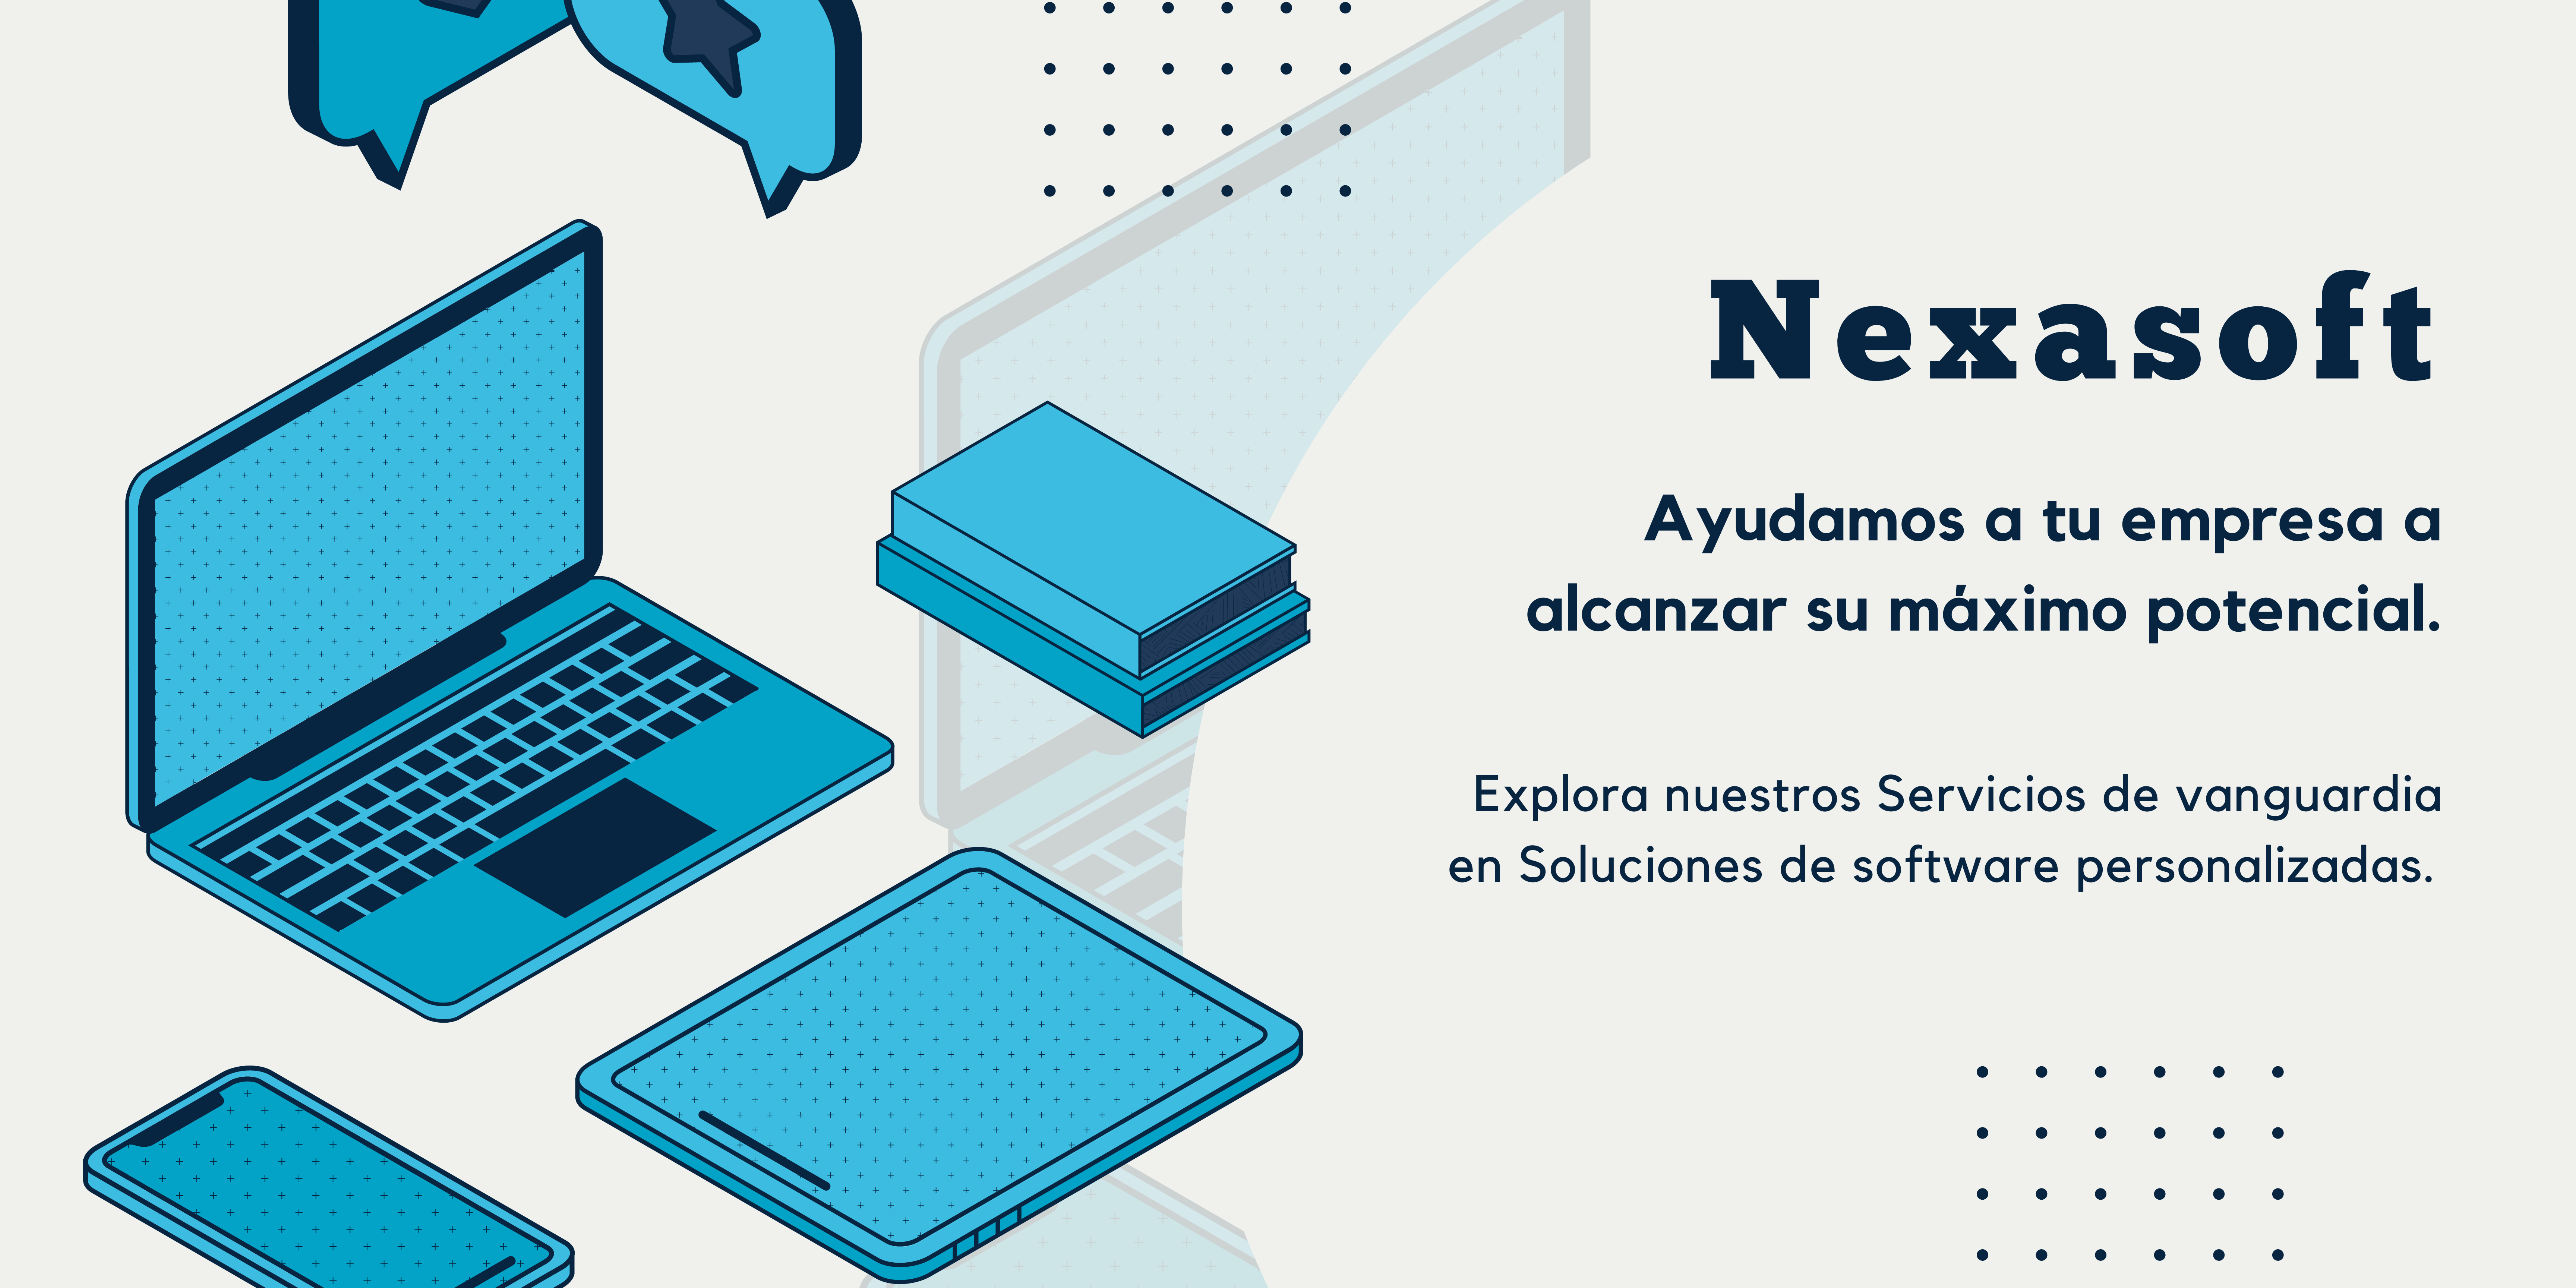 Nexasoft
Ayudamos a tu empresa a
alcanzar su máximo potencial.
Explora nuestros Servicios de vanguardia
en Soluciones de software personalizadas.